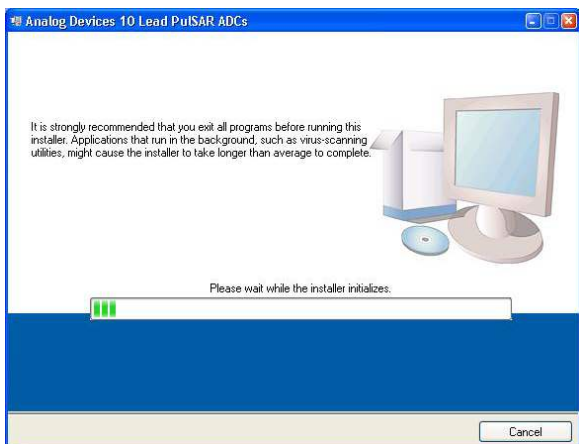 Analog Devices 10 Lead PulSAR ADCs
It is strongly recommended that you exit all programs before running this
installer. Applications that run in the background, such as virus-scanning
utilities, might cause the installer to take longer than average to complete.
Please wait while the installer initializes.
Cancel